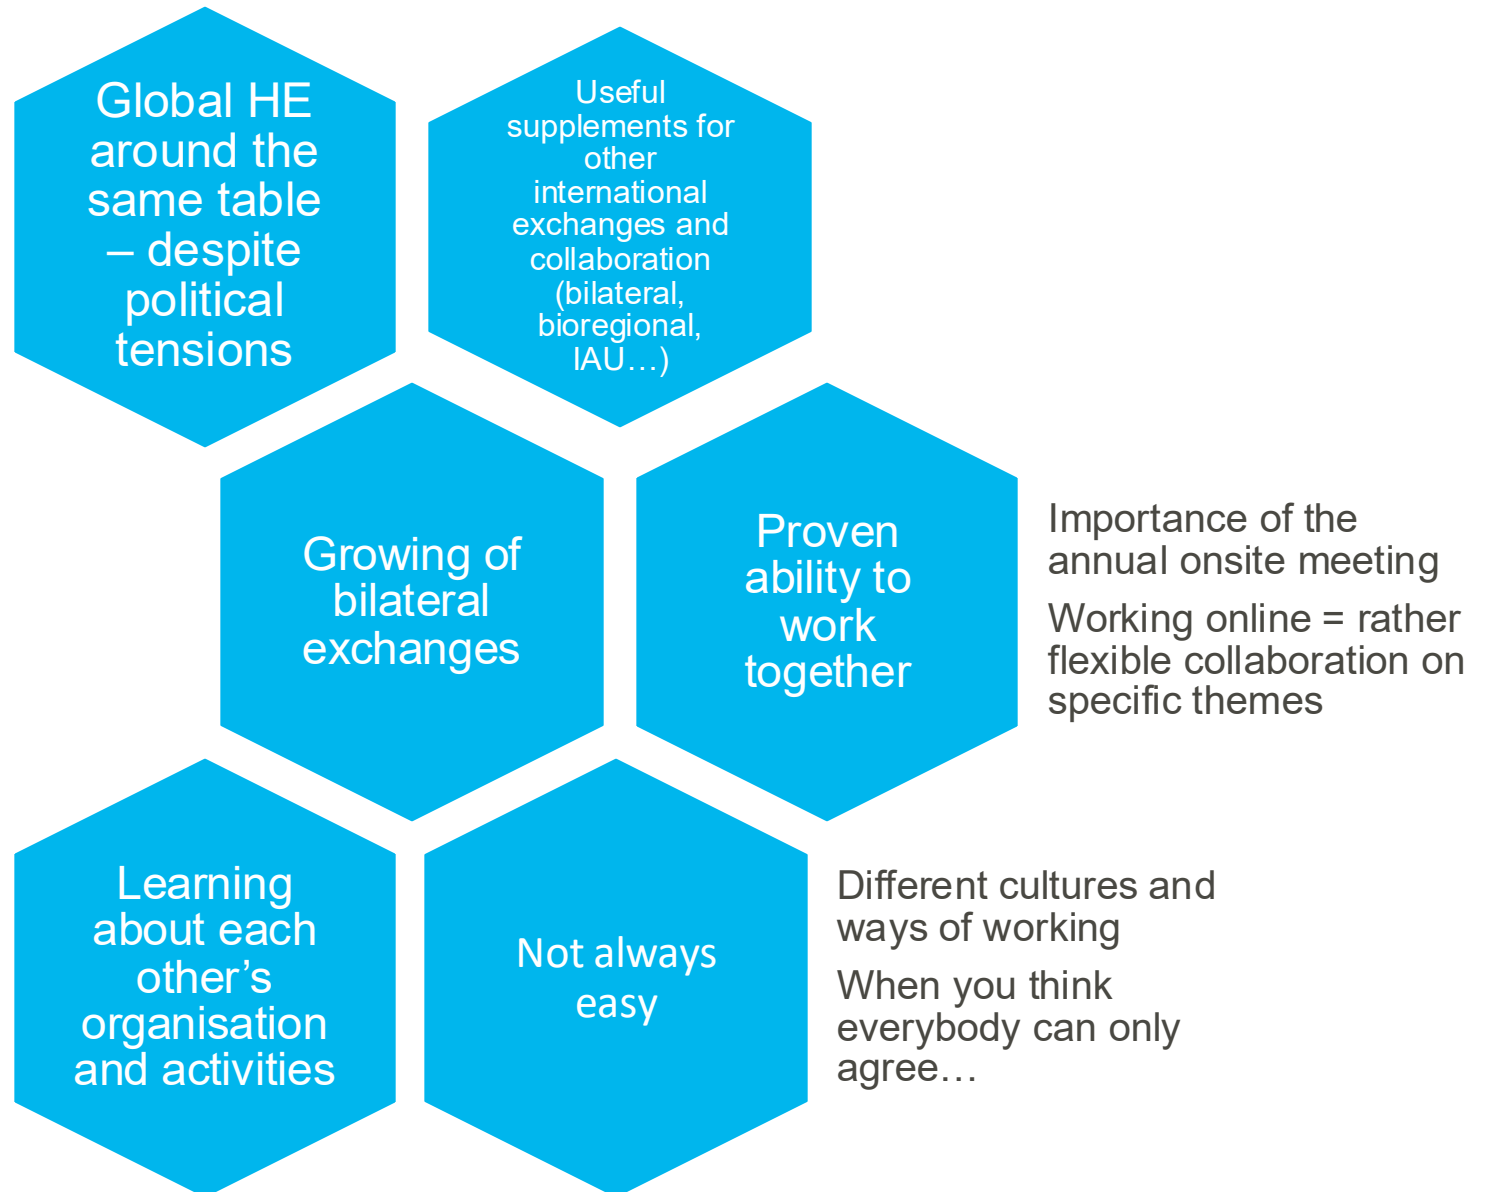 Global HE
around the
same table
– despite
political
tensions
Useful
supplements for
other
international
exchanges and
collaboration
(bilateral,
bioregional,
IAU…)
Growing of
bilateral
exchanges
Proven
ability to
work
together
Importance of the
annual onsite meeting
Working online = rather
flexible collaboration on
specific themes
Learning
about each
other’s
organisation
and activities
Not always
easy
Different cultures and
ways of working
When you think
everybody can only
agree…